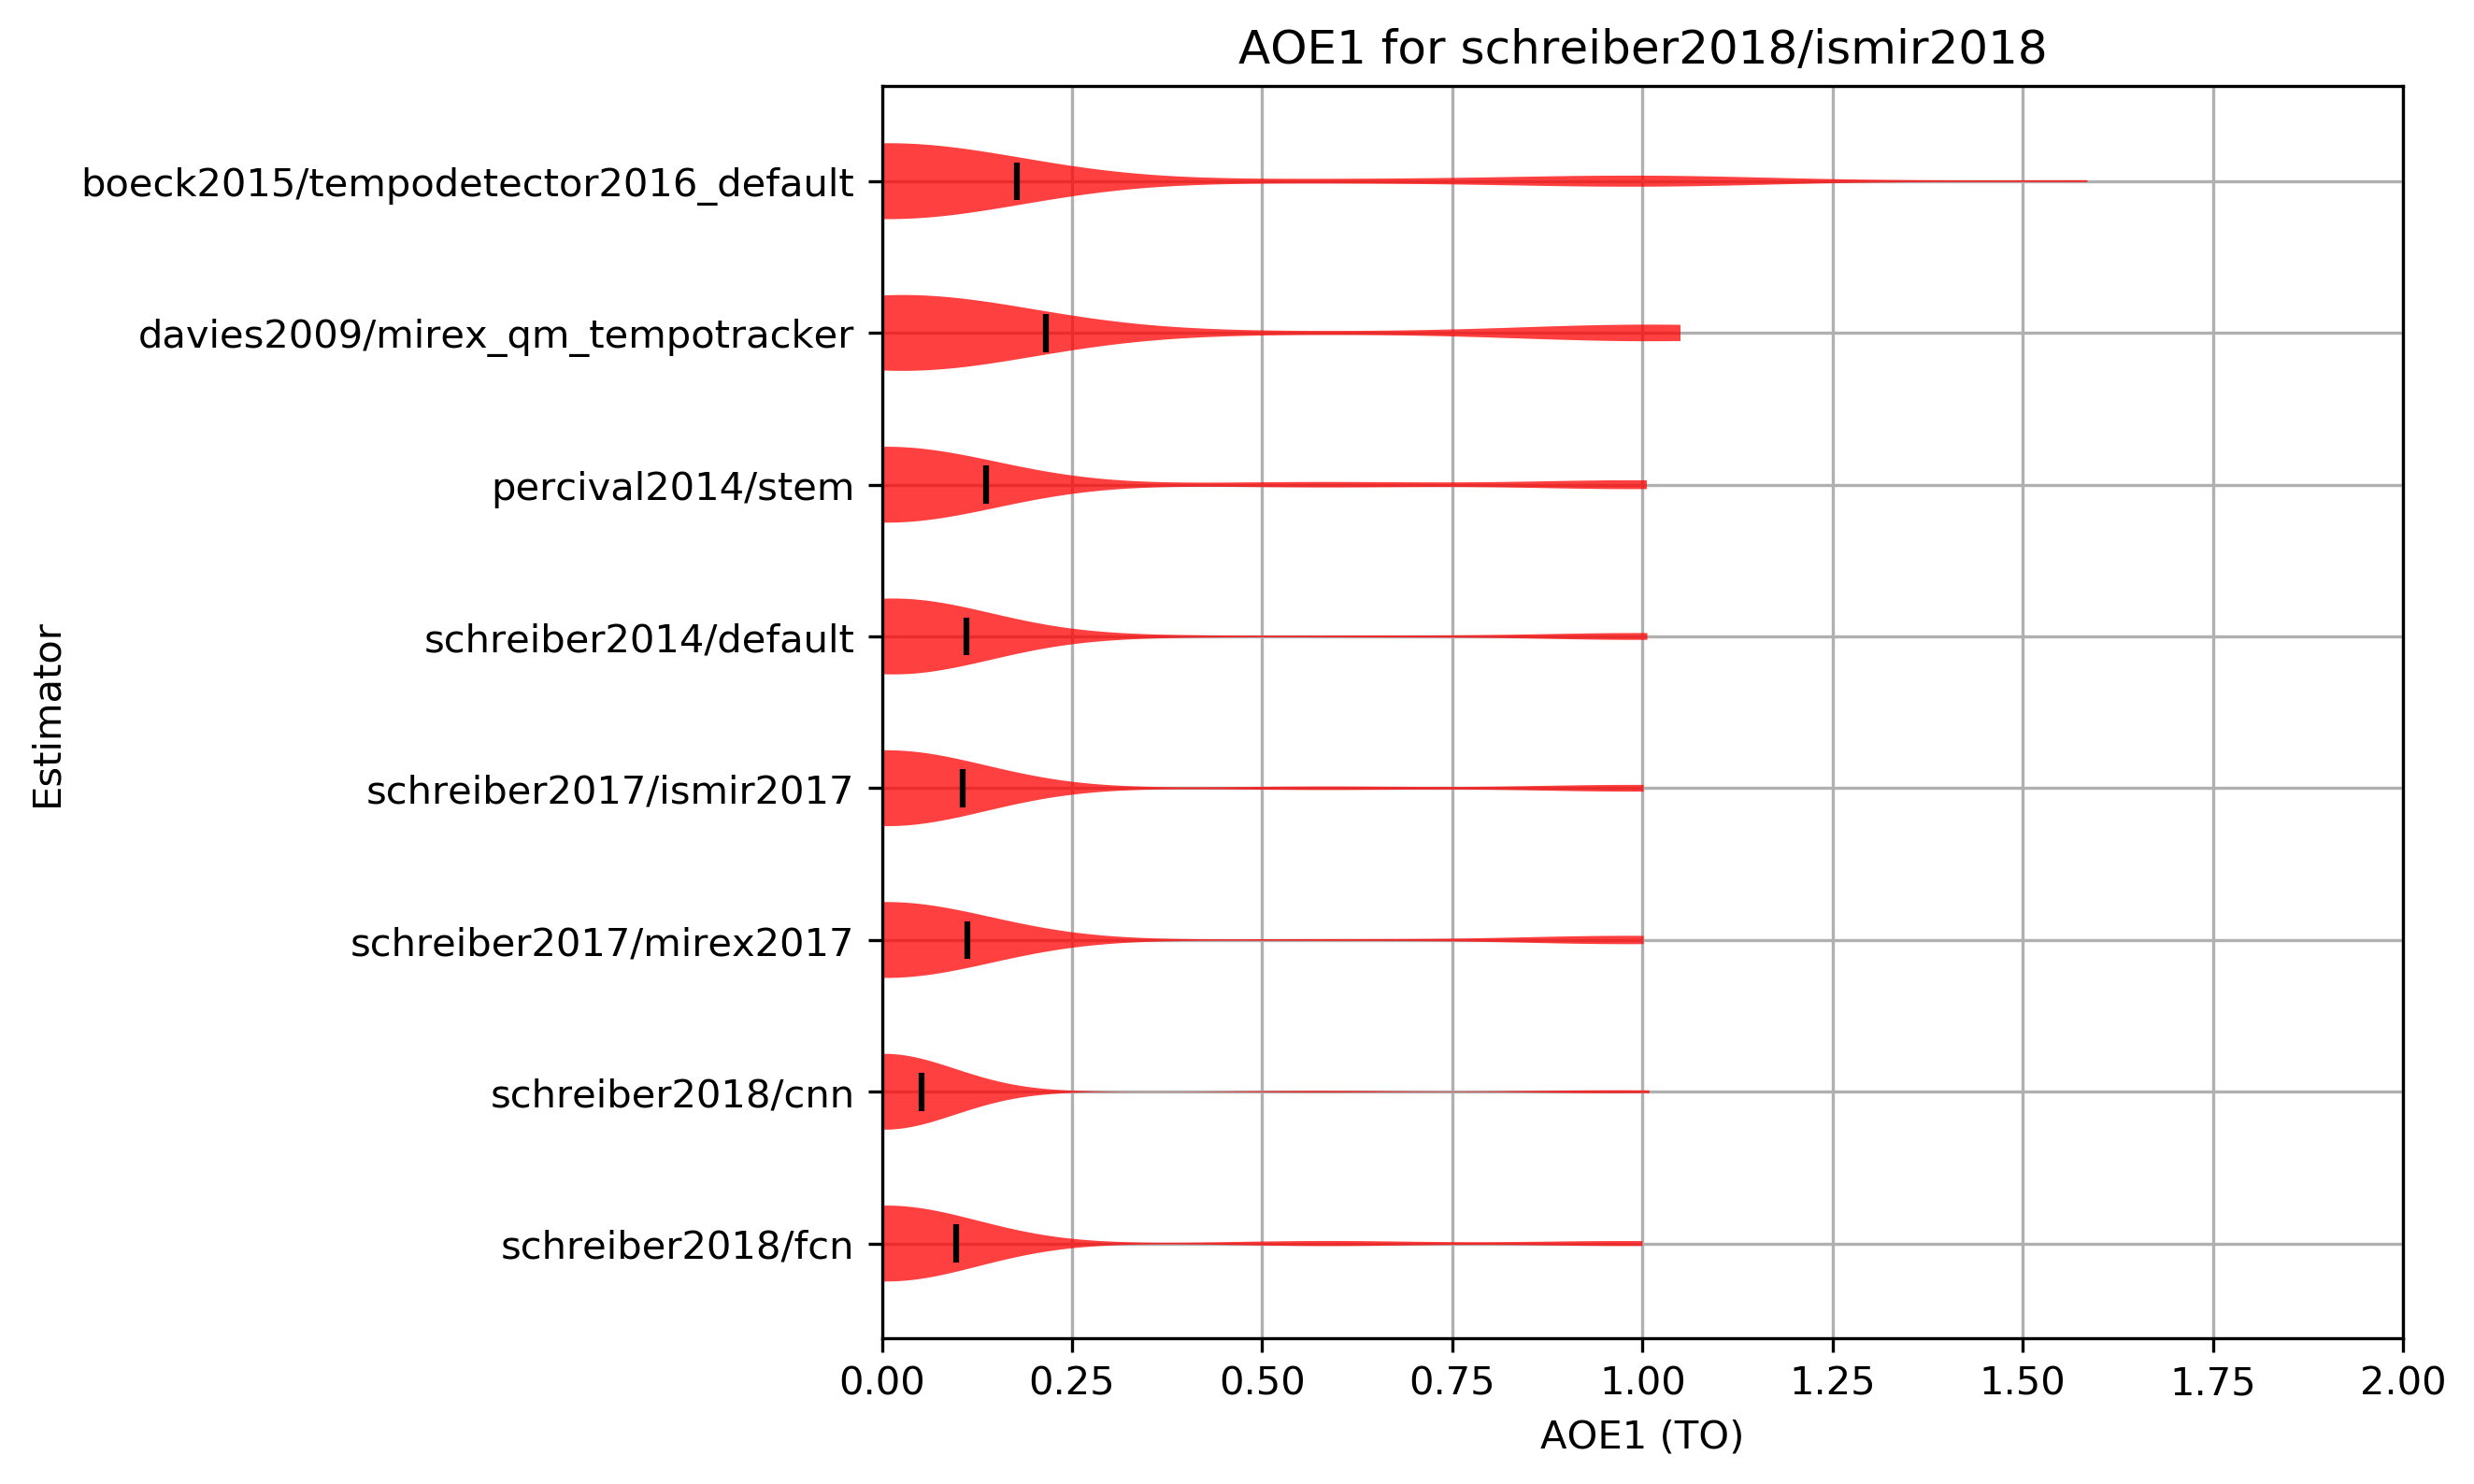 AOE1 for schreiber2018/ismir2018
boeck2015/tempodetector2016_default
davies2009/mirex_qm_tempotracker
percival2014/stem
schreiber2014/default
schreiber2017/ismir2017
schreiber2017/mirex2017
schreiber2018/cnn
schreiber2018/fcn
Estimator
0.00 0.25 0.50 0.75 1.00 1.25 1.50 1.75 2.00
AOE1 (TO)